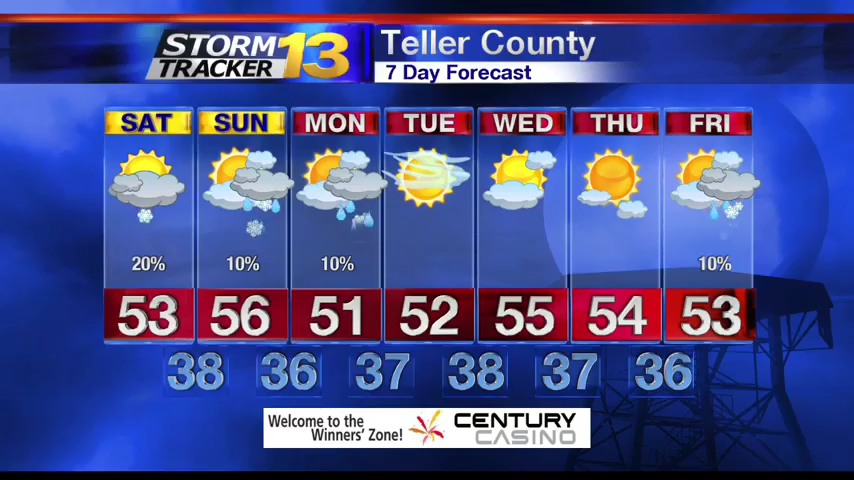 STORM
TRACKER 13
Teller County
7 Day Forecast
SAT SUN MON TUE WED THU FRI
20% 10% 10% 10%
53 56 51 52 55 54 53
38 36 37 38 37 36
Welcome to the
Winners' Zone!
CENTURY
CASINO